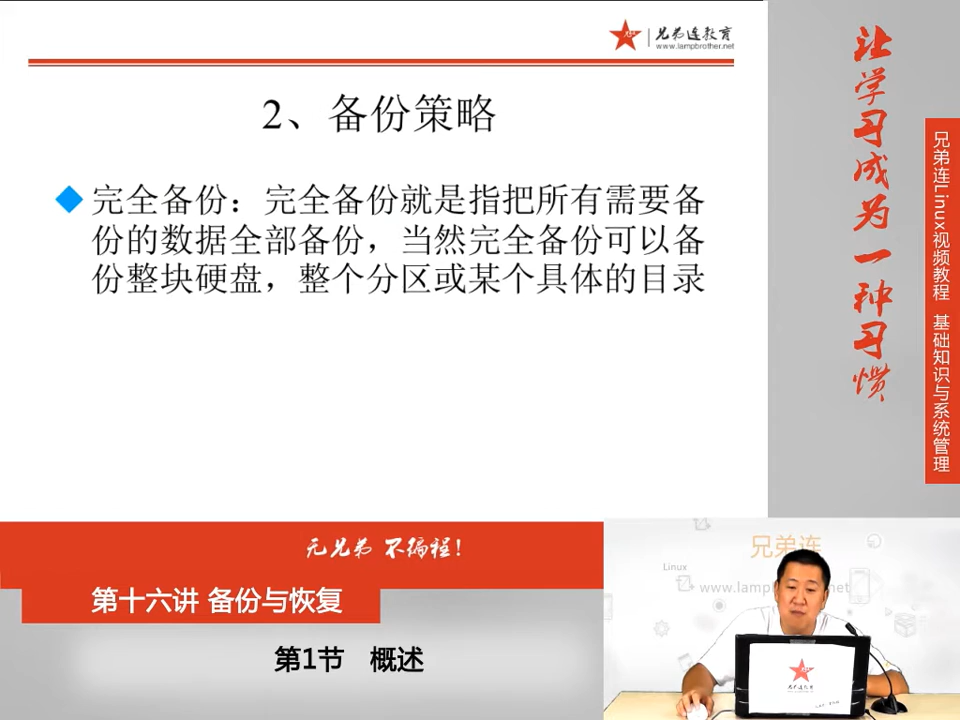 兄弟连教育
www.lampbrother.net
2、备份策略
完全备份：完全备份就是指把所有需要备
份的数据全部备份，当然完全备份可以备
份整块硬盘，整个分区或某个具体的目录
让学习成为一种习惯
兄弟连Linux视频教程 基础知识与系统管理
无兄弟 不编程！
第十六讲 备份与恢复
第1节 概述
兄弟连
Linux
www.lamp
net
兄弟连教育